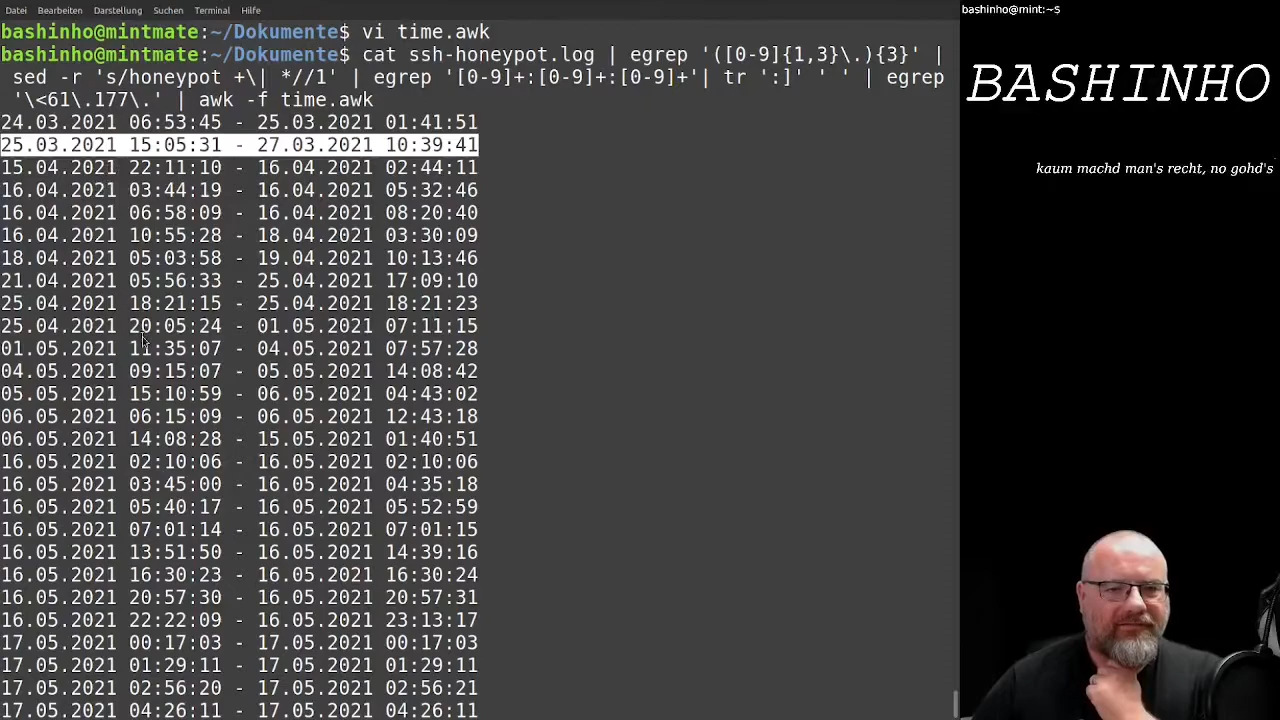 Datei Bearbeiten Darstellung Suchen Terminal Hilfe
bashinho@mintmate:~/Dokumente$ vi time.awk
bashinho@mintmate:~/Dokumente$ cat ssh-honeypot.log | egrep '([0-9]{1,3}\.){3}' |
sed -r 's/honeypot +\| *//1' | egrep '[0-9]+:[0-9]+:[0-9]+'| tr ':]' ' ' | egrep
'\<61\.177\.' | awk -f time.awk
24.03.2021 06:53:45 - 25.03.2021 01:41:51
25.03.2021 15:05:31 - 27.03.2021 10:39:41
15.04.2021 22:11:10 - 16.04.2021 02:44:11
16.04.2021 03:44:19 - 16.04.2021 05:32:46
16.04.2021 06:58:09 - 16.04.2021 08:20:40
16.04.2021 10:55:28 - 18.04.2021 03:30:09
18.04.2021 05:03:58 - 19.04.2021 10:13:46
21.04.2021 05:56:33 - 25.04.2021 17:09:10
25.04.2021 18:21:15 - 25.04.2021 18:21:23
25.04.2021 20:05:24 - 01.05.2021 07:11:15
01.05.2021 11:35:07 - 04.05.2021 07:57:28
04.05.2021 09:15:07 - 05.05.2021 14:08:42
05.05.2021 15:10:59 - 06.05.2021 04:43:02
06.05.2021 06:15:09 - 06.05.2021 12:43:18
06.05.2021 14:08:28 - 15.05.2021 01:40:51
16.05.2021 02:10:06 - 16.05.2021 02:10:06
16.05.2021 03:45:00 - 16.05.2021 04:35:18
16.05.2021 05:40:17 - 16.05.2021 05:52:59
16.05.2021 07:01:14 - 16.05.2021 07:01:15
16.05.2021 13:51:50 - 16.05.2021 14:39:16
16.05.2021 16:30:23 - 16.05.2021 16:30:24
16.05.2021 20:57:30 - 16.05.2021 20:57:31
16.05.2021 22:22:09 - 16.05.2021 23:13:17
17.05.2021 00:17:03 - 17.05.2021 00:17:03
17.05.2021 01:29:11 - 17.05.2021 01:29:11
17.05.2021 02:56:20 - 17.05.2021 02:56:21
17.05.2021 04:26:11 - 17.05.2021 04:26:11
bashinho@mint:~$
BASHINHO
kaum machd man's recht, no gohd's